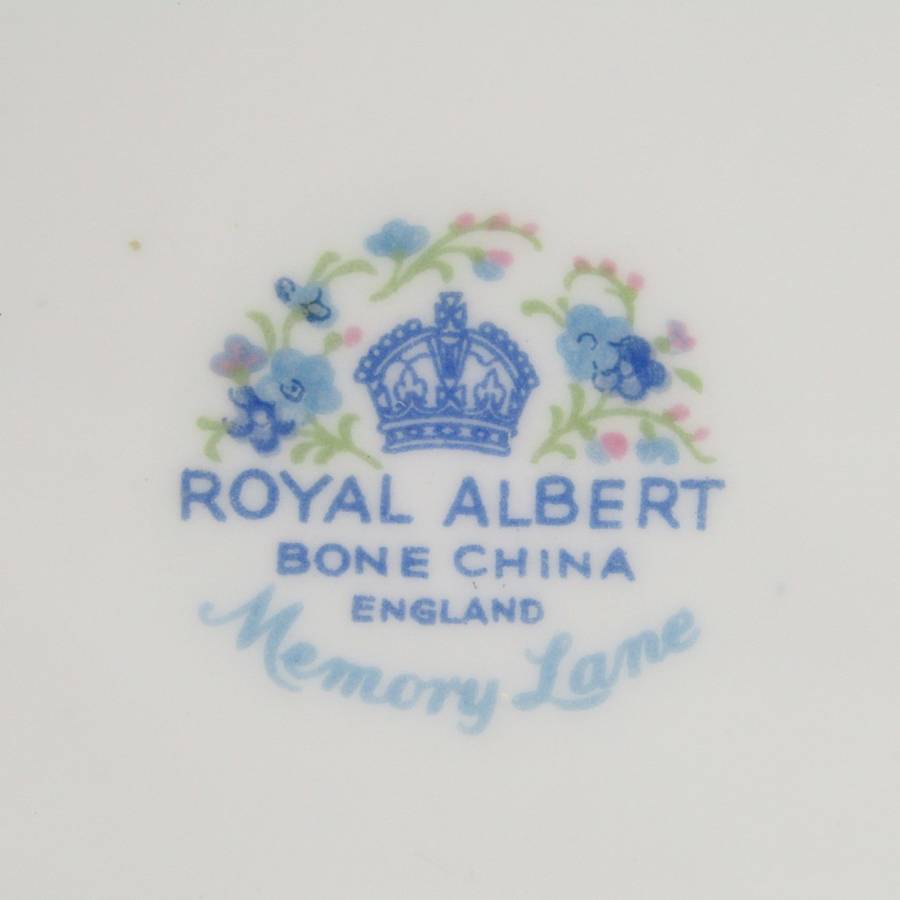 ROYAL ALBERT
BONE CHINA
ENGLAND
Memory Lane